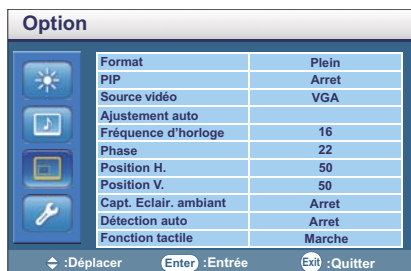 Option
Format Plein
PIP Arret
Source vidéo VGA
Ajustement auto
Fréquence d'horloge 16
Phase 22
Position H. 50
Position V. 50
Capt. Eclair. ambiant Arret
Détection auto Arret
Fonction tactile Marche
:Déplacer Enter :Entrée Exit :Quitter